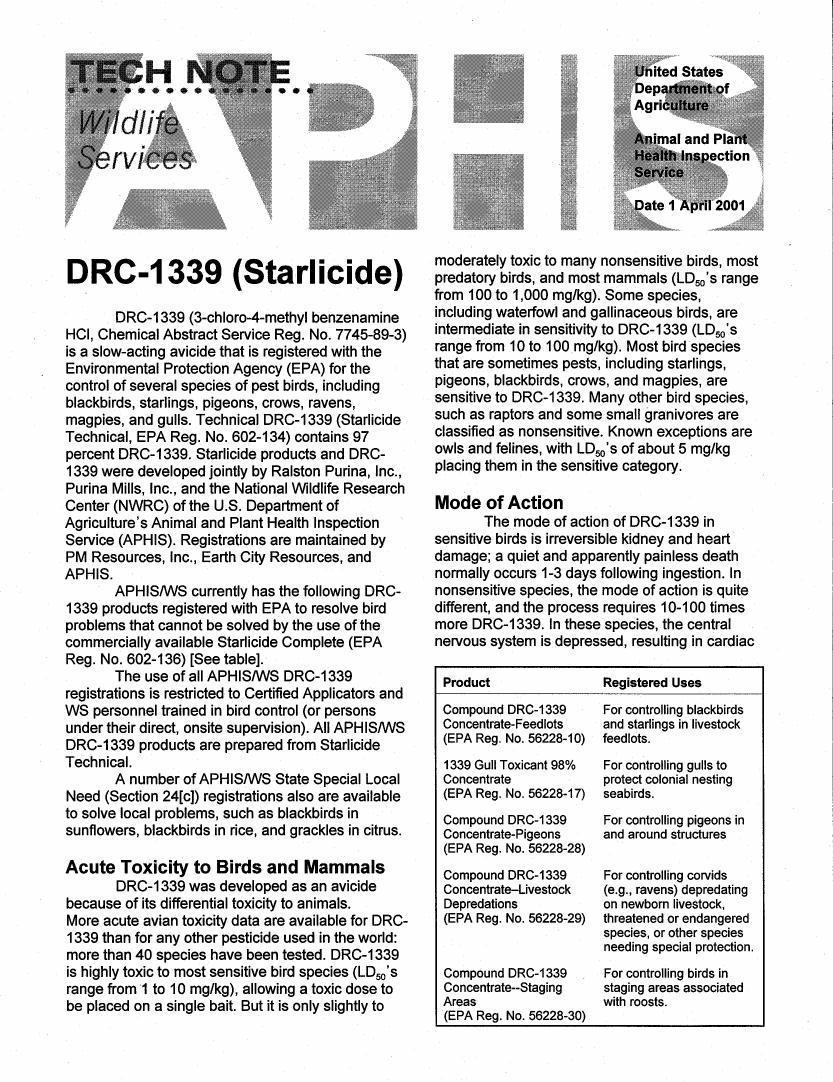 TECH NOTE
Wildlife
Services
APHIS
United States
Department of
Agriculture
Animal and Plant
Health Inspection
Service
Date 1 April 2001
DRC-1339 (Starlicide)
DRC-1339 (3-chloro-4-methyl benzenamine
HCl, Chemical Abstract Service Reg. No. 7745-89-3)
is a slow-acting avicide that is registered with the
Environmental Protection Agency (EPA) for the
control of several species of pest birds, including
blackbirds, starlings, pigeons, crows, ravens,
magpies, and gulls. Technical DRC-1339 (Starlicide
Technical, EPA Reg. No. 602-134) contains 97
percent DRC-1339. Starlicide products and DRC-
1339 were developed jointly by Ralston Purina, Inc.,
Purina Mills, Inc., and the National Wildlife Research
Center (NWRC) of the U.S. Department of
Agriculture's Animal and Plant Health Inspection
Service (APHIS). Registrations are maintained by
PM Resources, Inc., Earth City Resources, and
APHIS.
APHIS/WS currently has the following DRC-
1339 products registered with EPA to resolve bird
problems that cannot be solved by the use of the
commercially available Starlicide Complete (EPA
Reg. No. 602-136) [See table].
The use of all APHIS/WS DRC-1339
registrations is restricted to Certified Applicators and
WS personnel trained in bird control (or persons
under their direct, onsite supervision). All APHIS/WS
DRC-1339 products are prepared from Starlicide
Technical.
A number of APHIS/WS State Special Local
Need (Section 24[c]) registrations also are available
to solve local problems, such as blackbirds in
sunflowers, blackbirds in rice, and grackles in citrus.
Acute Toxicity to Birds and Mammals
DRC-1339 was developed as an avicide
because of its differential toxicity to animals.
More acute avian toxicity data are available for DRC-
1339 than for any other pesticide used in the world:
more than 40 species have been tested. DRC-1339
is highly toxic to most sensitive bird species (LD₅₀'s
range from 1 to 10 mg/kg), allowing a toxic dose to
be placed on a single bait. But it is only slightly to
moderately toxic to many nonsensitive birds, most
predatory birds, and most mammals (LD₅₀'s range
from 100 to 1,000 mg/kg). Some species,
including waterfowl and gallinaceous birds, are
intermediate in sensitivity to DRC-1339 (LD₅₀'s
range from 10 to 100 mg/kg). Most bird species
that are sometimes pests, including starlings,
pigeons, blackbirds, crows, and magpies, are
sensitive to DRC-1339. Many other bird species,
such as raptors and some small granivores are
classified as nonsensitive. Known exceptions are
owls and felines, with LD₅₀'s of about 5 mg/kg
placing them in the sensitive category.
Mode of Action
The mode of action of DRC-1339 in
sensitive birds is irreversible kidney and heart
damage; a quiet and apparently painless death
normally occurs 1-3 days following ingestion. In
nonsensitive species, the mode of action is quite
different, and the process requires 10-100 times
more DRC-1339. In these species, the central
nervous system is depressed, resulting in cardiac
Product Registered Uses
Compound DRC-1339 For controlling blackbirds
Concentrate-Feedlots and starlings in livestock
(EPA Reg. No. 56228-10) feedlots.
1339 Gull Toxicant 98% For controlling gulls to
Concentrate protect colonial nesting
(EPA Reg. No. 56228-17) seabirds.
Compound DRC-1339 For controlling pigeons in
Concentrate-Pigeons and around structures
(EPA Reg. No. 56228-28)
Compound DRC-1339 For controlling corvids
Concentrate–Livestock (e.g., ravens) depredating
Depredations on newborn livestock,
(EPA Reg. No. 56228-29) threatened or endangered
species, or other species
needing special protection.
Compound DRC-1339 For controlling birds in
Concentrate--Staging staging areas associated
Areas with roosts.
(EPA Reg. No. 56228-30)